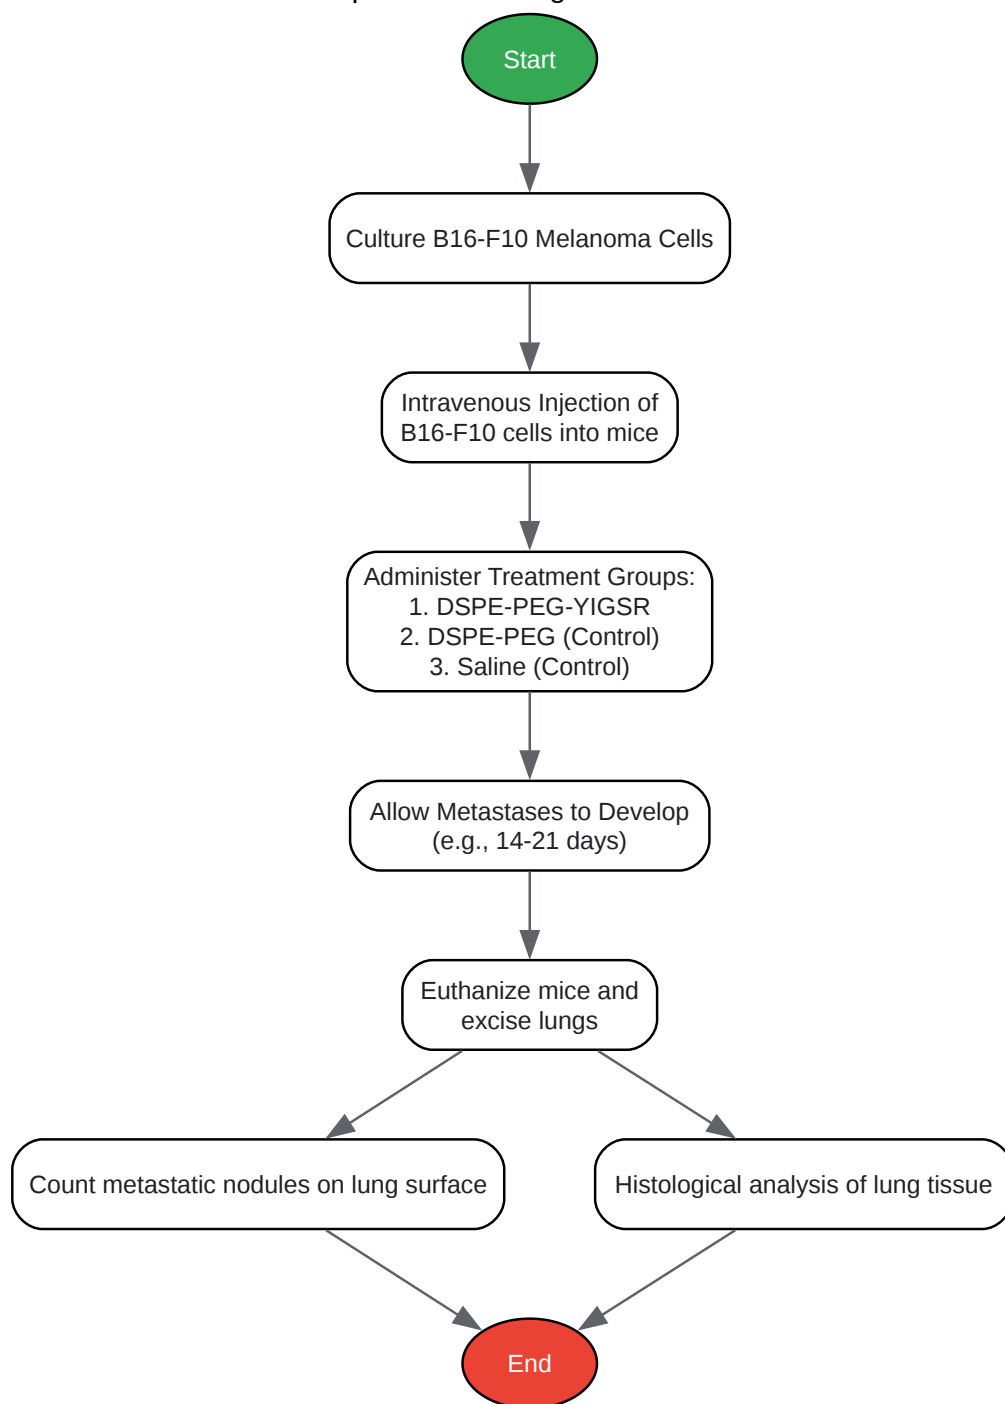 Start
Culture B16-F10 Melanoma Cells
Intravenous Injection of
B16-F10 cells into mice
Administer Treatment Groups:
1. DSPE-PEG-YIGSR
2. DSPE-PEG (Control)
3. Saline (Control)
Allow Metastases to Develop
(e.g., 14-21 days)
Euthanize mice and
excise lungs
Count metastatic nodules on lung surface
Histological analysis of lung tissue
End